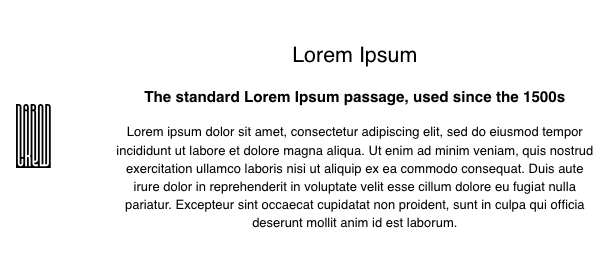 Lorem Ipsum
The standard Lorem Ipsum passage, used since the 1500s
Lorem ipsum dolor sit amet, consectetur adipiscing elit, sed do eiusmod tempor
incididunt ut labore et dolore magna aliqua. Ut enim ad minim veniam, quis nostrud
exercitation ullamco laboris nisi ut aliquip ex ea commodo consequat. Duis aute
irure dolor in reprehenderit in voluptate velit esse cillum dolore eu fugiat nulla
pariatur. Excepteur sint occaecat cupidatat non proident, sunt in culpa qui officia
deserunt mollit anim id est laborum.